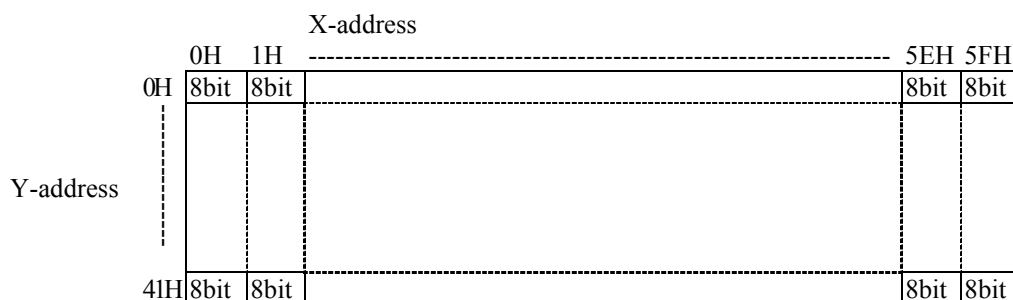 X-address
0H 1H ---------------------------------------------------------------- 5EH 5FH
0H 8bit 8bit 8bit 8bit
Y-address
41H 8bit 8bit 8bit 8bit